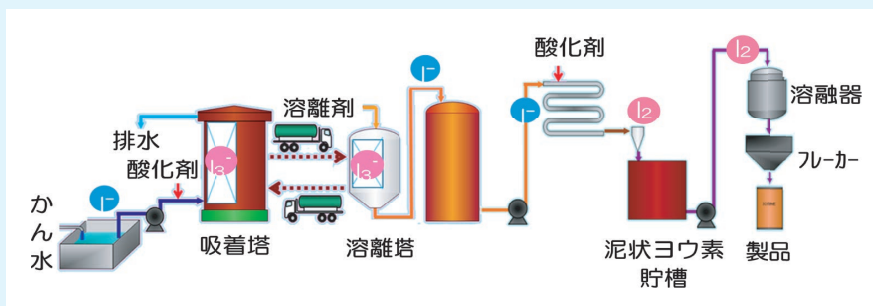 かん水
I⁻
排水
酸化剤
I₃⁻
吸着塔
溶離剤
I₃⁻
溶離塔
I⁻
I⁻
酸化剤
I₂
泥状ヨウ素
貯槽
I₂
溶融器
フレーカー
製品